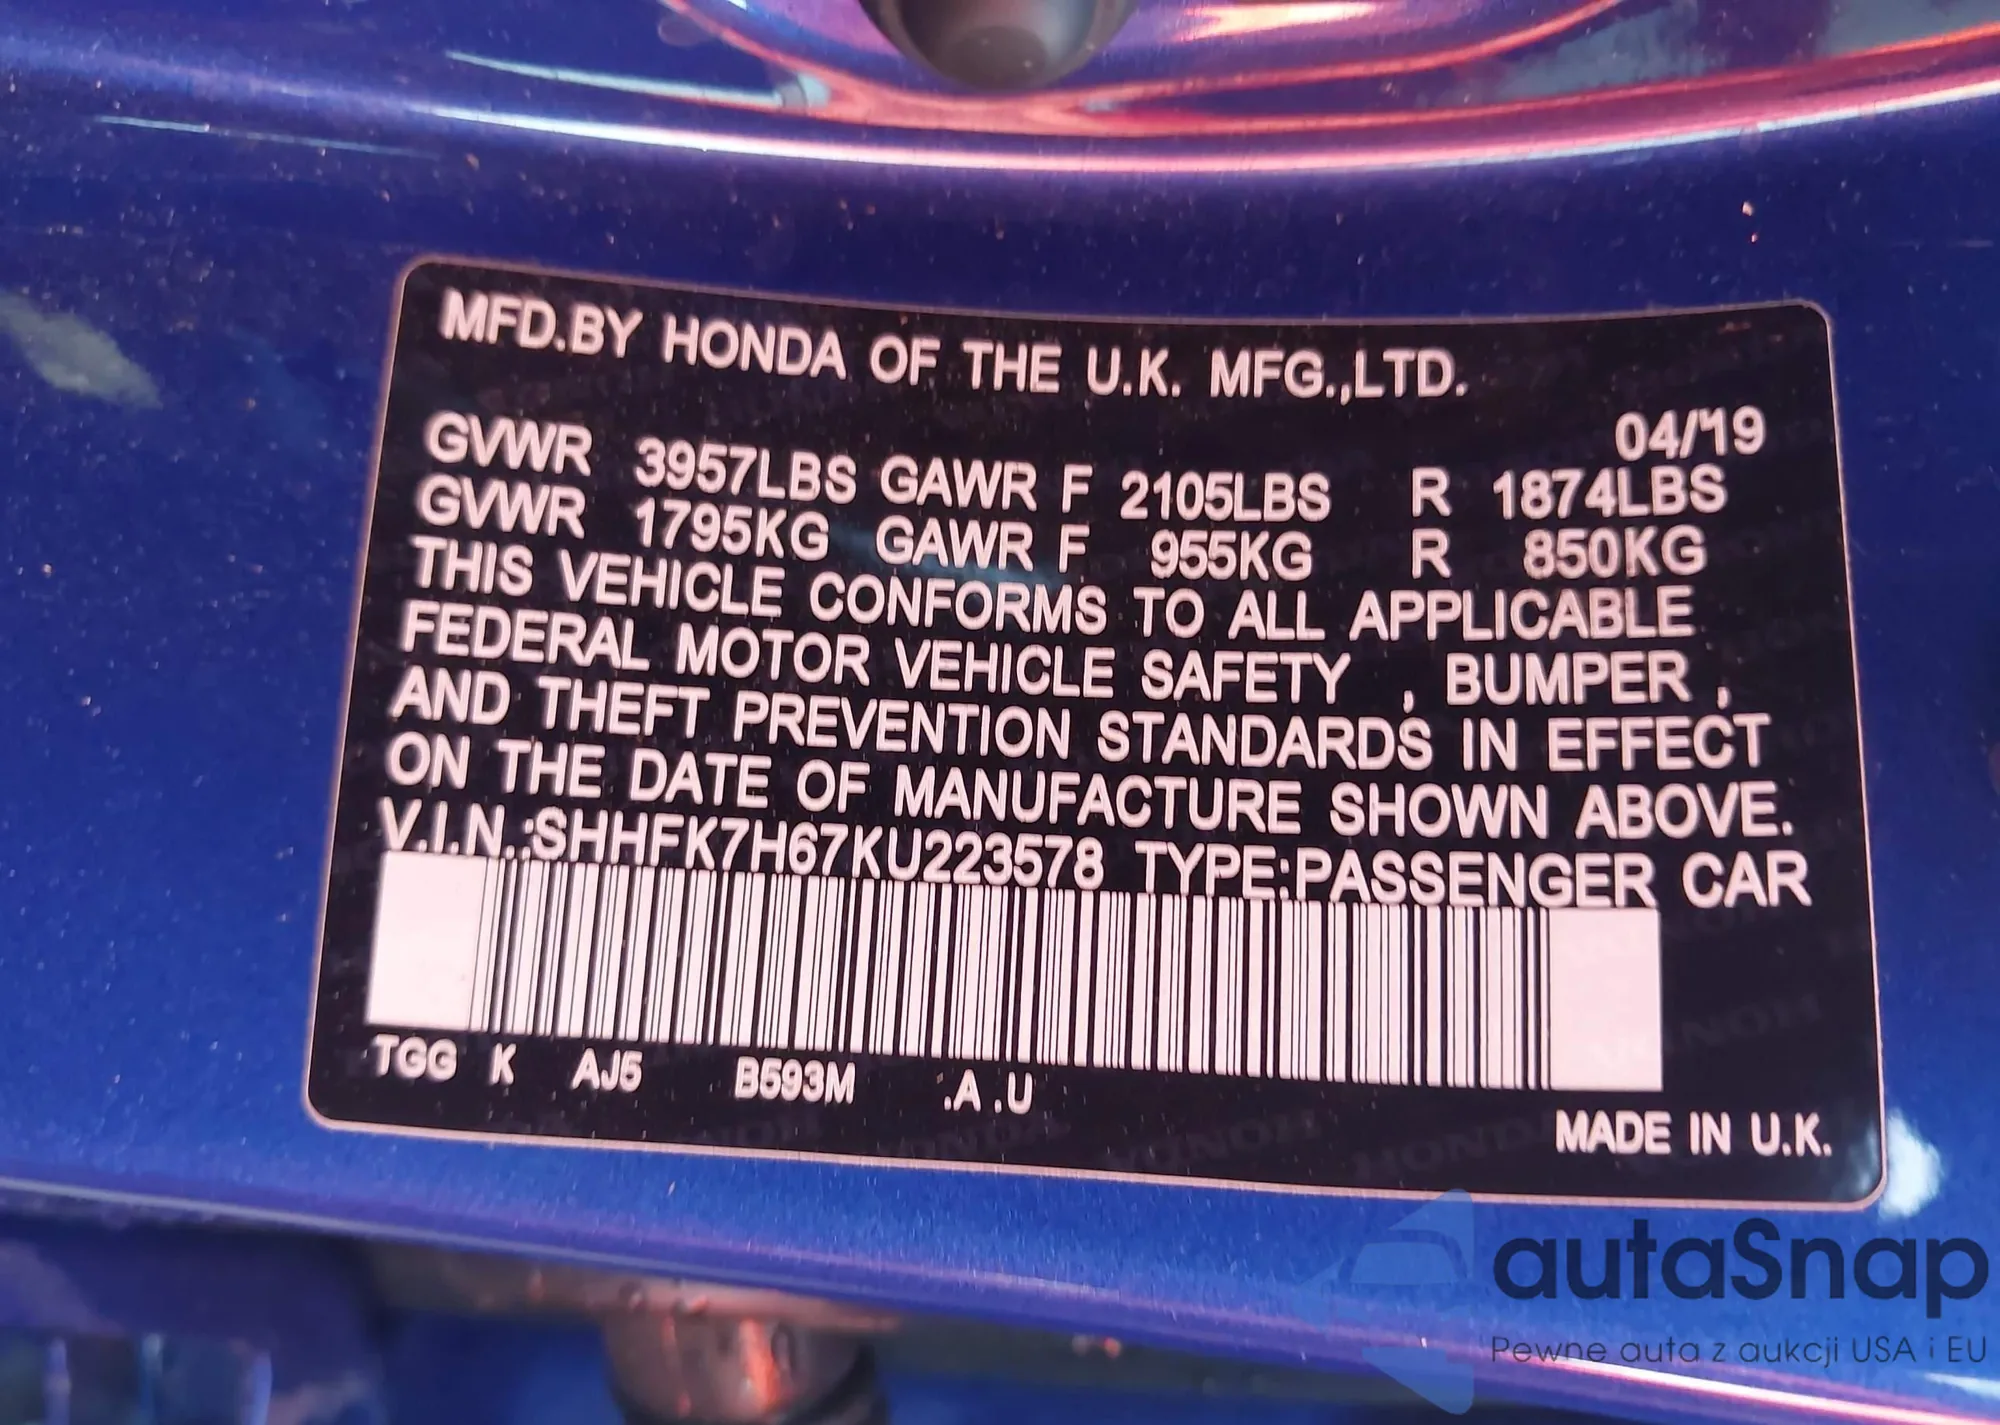 MFD.BY HONDA OF THE U.K. MFG.,LTD.
04/'19
GVWR 3957LBS GAWR F 2105LBS R 1874LBS
GVWR 1795KG GAWR F 955KG R 850KG
THIS VEHICLE CONFORMS TO ALL APPLICABLE
FEDERAL MOTOR VEHICLE SAFETY , BUMPER ,
AND THEFT PREVENTION STANDARDS IN EFFECT
ON THE DATE OF MANUFACTURE SHOWN ABOVE.
V.I.N.:SHHFK7H67KU223578 TYPE:PASSENGER CAR
TGG K AJ5 B593M .A .U
MADE IN U.K.
autaSnap
Pewne auta z aukcji USA i EU